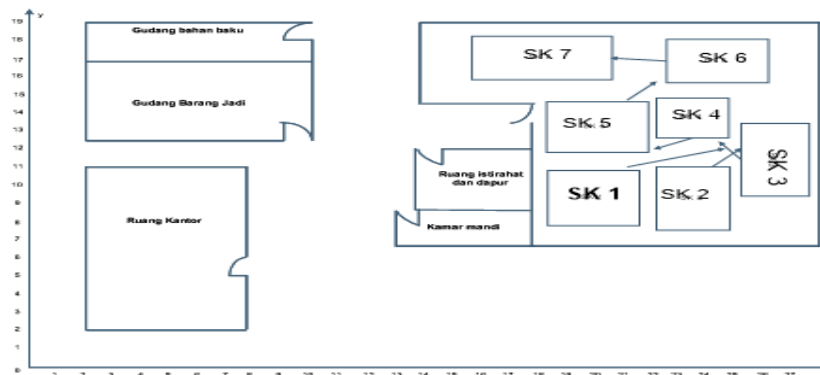 y
19
18
17
16
15
14
13
12
11
10
9
8
7
6
5
4
3
2
1
0
Gudang bahan baku
Gudang Barang Jadi
Ruang Kantor
Ruang istirahat
dan dapur
Kamar mandi
SK 7
SK 6
SK 5
SK 4
SK 3
SK 1
SK 2